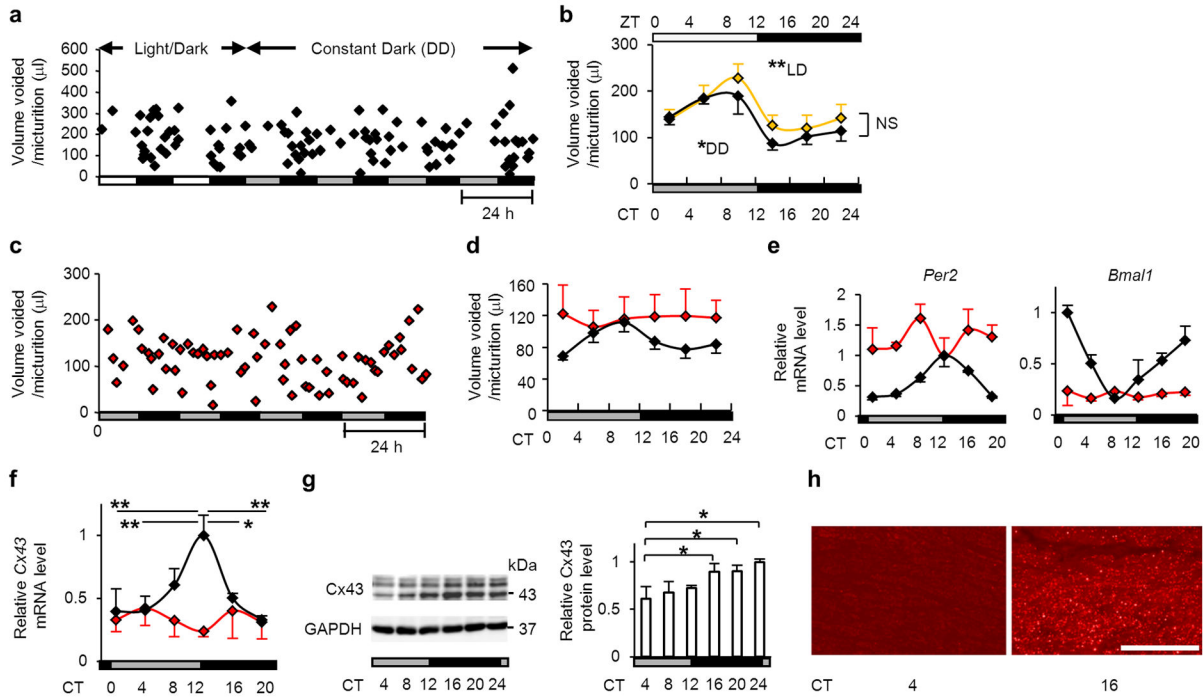 a
Light/Dark Constant Dark (DD)
Volume voided
/micturition (µl)
600
500
400
300
200
100
0
24 h
b
ZT 0 4 8 12 16 20 24
Volume voided
/micturition (µl)
300
200
100
0
**LD
*DD
NS
CT 0 4 8 12 16 20 24
c
Volume voided
/micturition (µl)
300
200
100
0
0
24 h
d
Volume voided
/micturition (µl)
160
120
80
40
0
CT 0 4 8 12 16 20 24
e
Per2
Relative
mRNA level
2
1.5
1
0.5
0
CT 0 4 8 12 16 20
Bmal1
1
0.5
0
0 4 8 12 16 20
f
Relative Cx43
mRNA level
1
0.5
0
** **
** *
CT 0 4 8 12 16 20
g
kDa
Cx43
43
GAPDH
37
CT 4 8 12 16 20 24
Relative Cx43
protein level
1
0.5
0
*
*
*
CT 4 8 12 16 20 24
h
CT 4 16